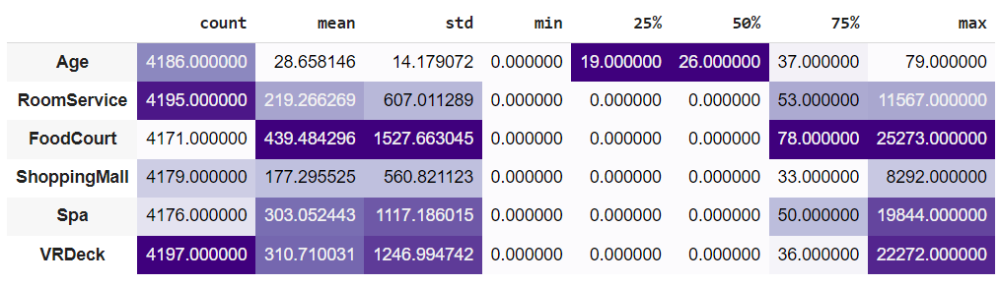 count mean std min 25% 50% 75% max
Age 4186.000000 28.658146 14.179072 0.000000 19.000000 26.000000 37.000000 79.000000
RoomService 4195.000000 219.266269 607.011289 0.000000 0.000000 0.000000 53.000000 11567.000000
FoodCourt 4171.000000 439.484296 1527.663045 0.000000 0.000000 0.000000 78.000000 25273.000000
ShoppingMall 4179.000000 177.295525 560.821123 0.000000 0.000000 0.000000 33.000000 8292.000000
Spa 4176.000000 303.052443 1117.186015 0.000000 0.000000 0.000000 50.000000 19844.000000
VRDeck 4197.000000 310.710031 1246.994742 0.000000 0.000000 0.000000 36.000000 22272.000000